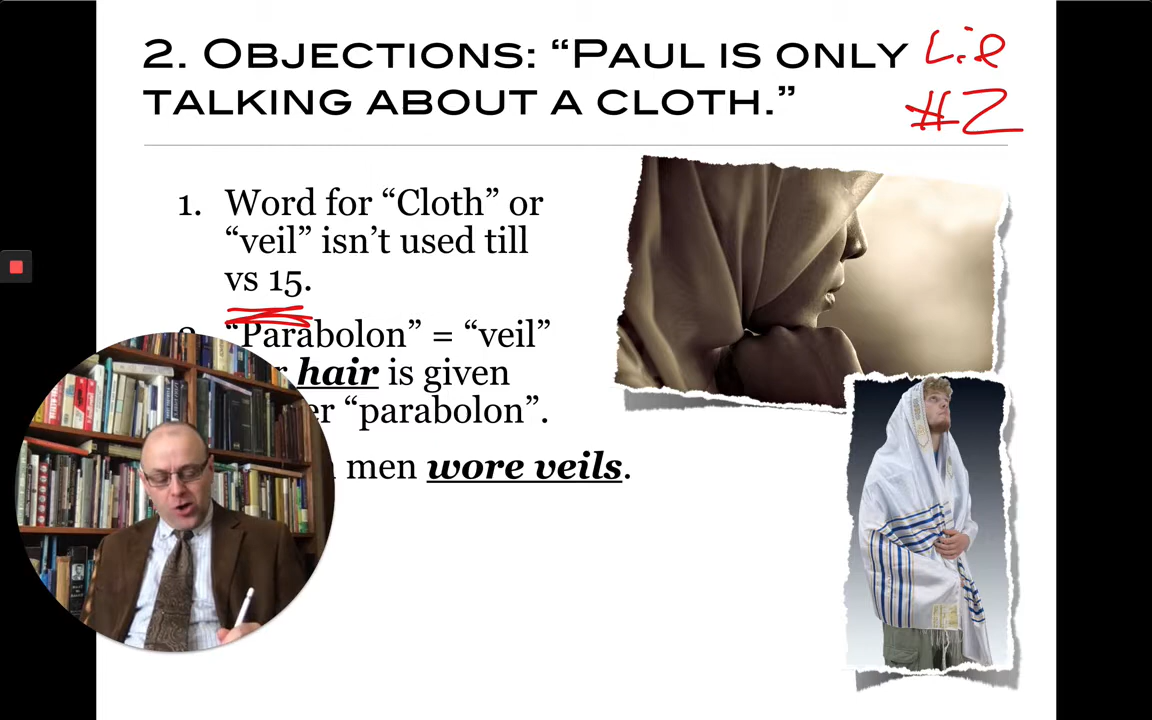 2. OBJECTIONS: “PAUL IS ONLY
TALKING ABOUT A CLOTH.”
Lie
#2
1. Word for “Cloth” or
“veil” isn’t used till
vs 15.
“Parabolon” = “veil”
hair is given
“parabolon”.
men wore veils.